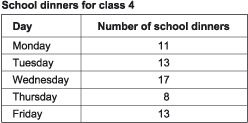 School dinners for class 4
Day Number of school dinners
Monday 11
Tuesday 13
Wednesday 17
Thursday 8
Friday 13